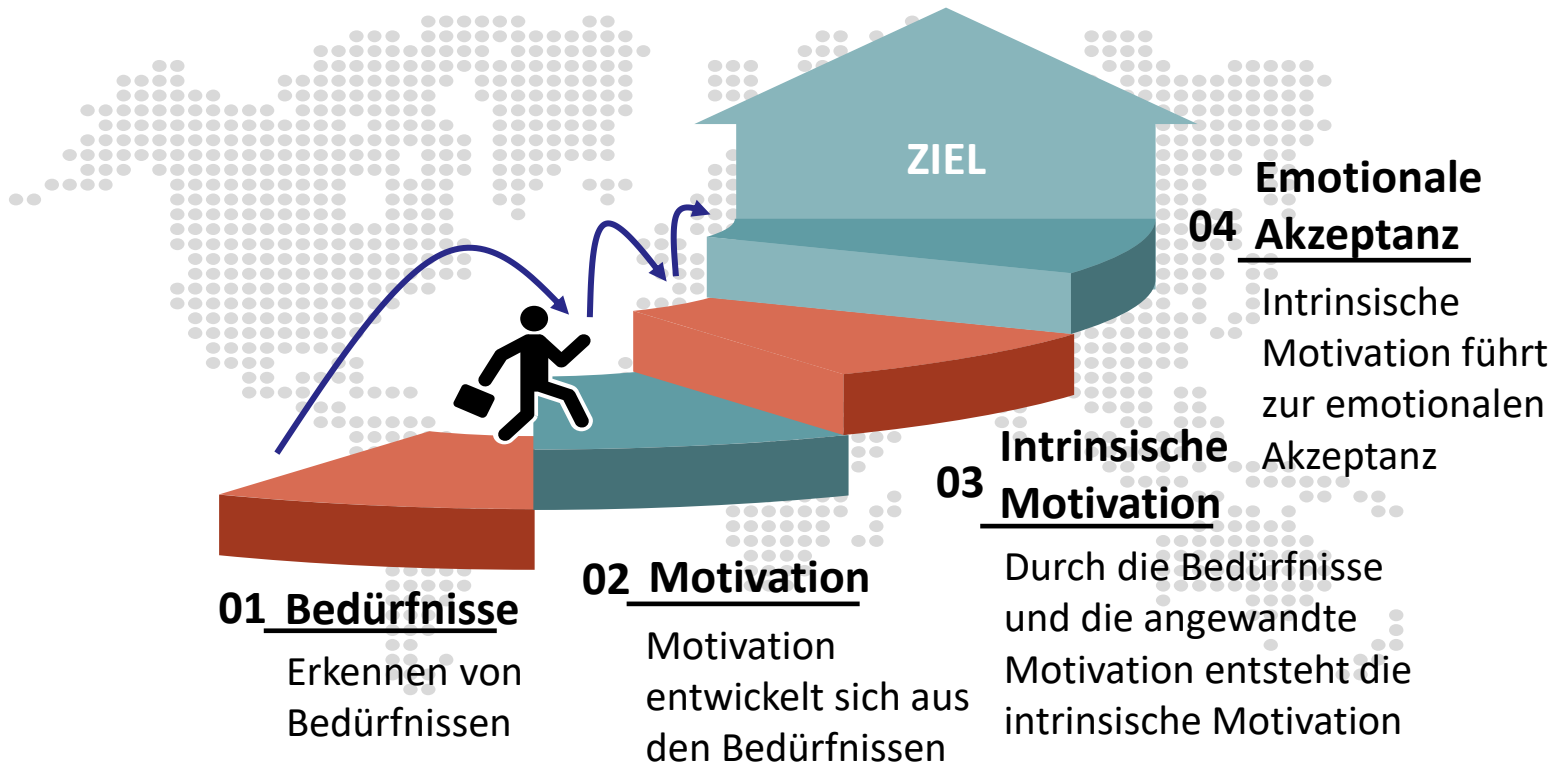 ZIEL
01 Bedürfnisse
Erkennen von
Bedürfnissen
02 Motivation
Motivation
entwickelt sich aus
den Bedürfnissen
03 Intrinsische
Motivation
Durch die Bedürfnisse
und die angewandte
Motivation entsteht die
intrinsische Motivation
04 Emotionale
Akzeptanz
Intrinsische
Motivation führt
zur emotionalen
Akzeptanz